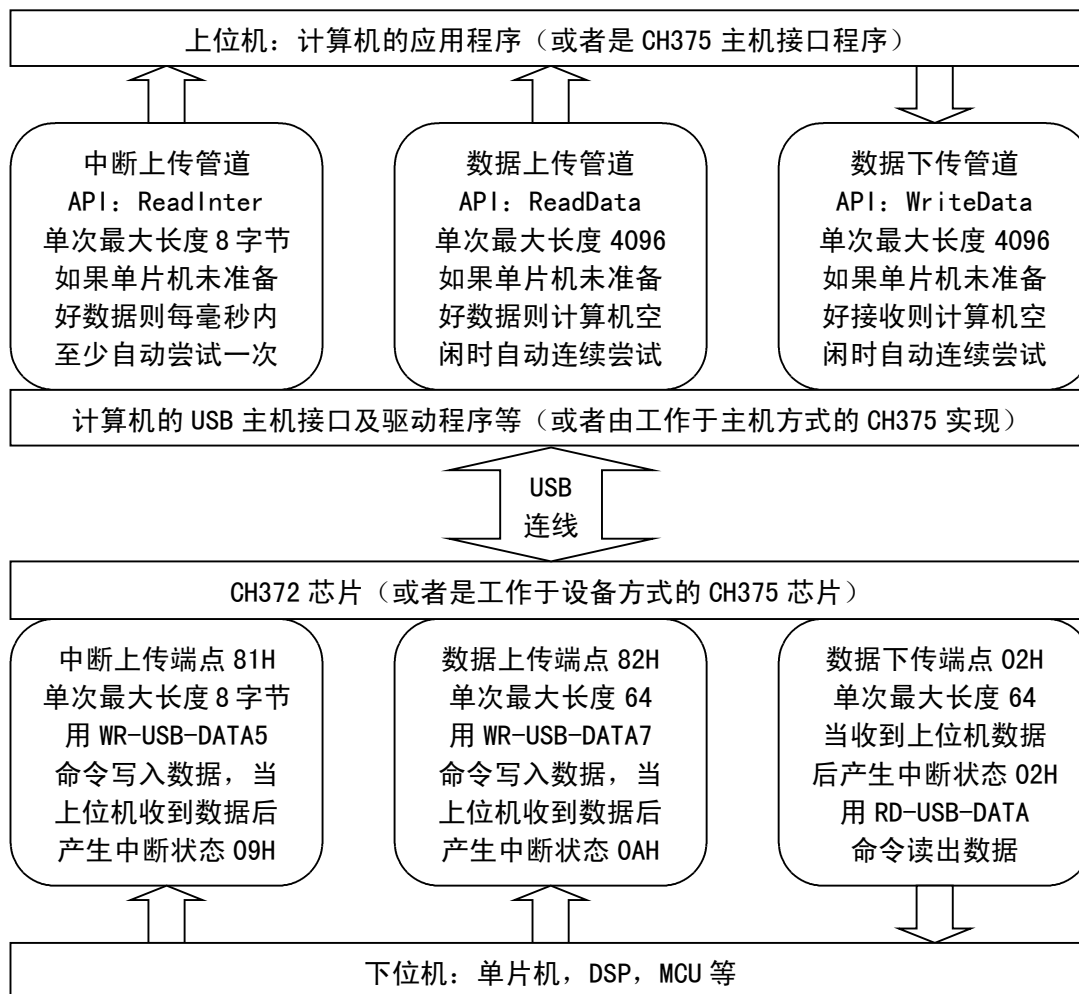 上位机：计算机的应用程序（或者是 CH375 主机接口程序）
中断上传管道
API：ReadInter
单次最大长度 8 字节
如果单片机未准备
好数据则每毫秒内
至少自动尝试一次
数据上传管道
API：ReadData
单次最大长度 4096
如果单片机未准备
好数据则计算机空
闲时自动连续尝试
数据下传管道
API：WriteData
单次最大长度 4096
如果单片机未准备
好接收则计算机空
闲时自动连续尝试
计算机的 USB 主机接口及驱动程序等（或者由工作于主机方式的 CH375 实现）
USB
连线
CH372 芯片（或者是工作于设备方式的 CH375 芯片）
中断上传端点 81H
单次最大长度 8 字节
用 WR-USB-DATA5
命令写入数据，当
上位机收到数据后
产生中断状态 09H
数据上传端点 82H
单次最大长度 64
用 WR-USB-DATA7
命令写入数据，当
上位机收到数据后
产生中断状态 0AH
数据下传端点 02H
单次最大长度 64
当收到上位机数据
后产生中断状态 02H
用 RD-USB-DATA
命令读出数据
下位机：单片机，DSP，MCU 等